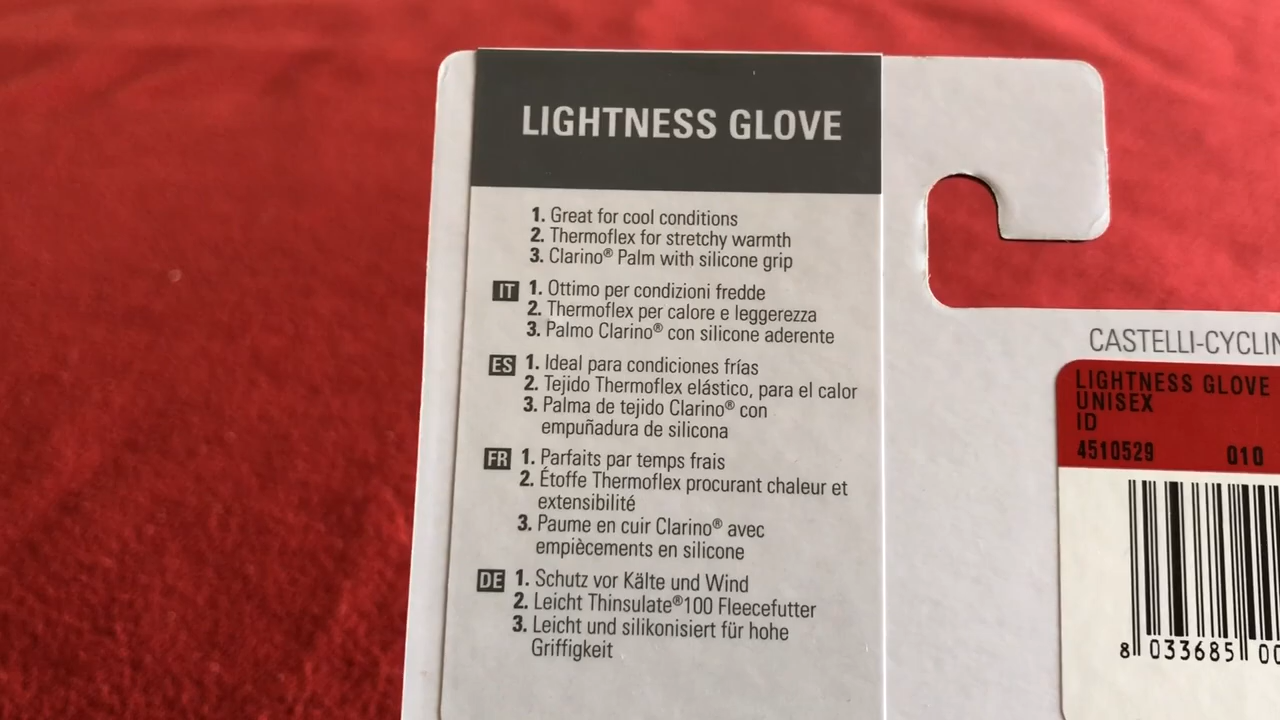 LIGHTNESS GLOVE
1. Great for cool conditions
2. Thermoflex for stretchy warmth
3. Clarino® Palm with silicone grip
IT 1. Ottimo per condizioni fredde
2. Thermoflex per calore e leggerezza
3. Palmo Clarino® con silicone aderente
ES 1. Ideal para condiciones frías
2. Tejido Thermoflex elástico, para el calor
3. Palma de tejido Clarino® con
empuñadura de silicona
FR 1. Parfaits par temps frais
2. Étoffe Thermoflex procurant chaleur et
extensibilité
3. Paume en cuir Clarino® avec
empiècements en silicone
DE 1. Schutz vor Kälte und Wind
2. Leicht Thinsulate®100 Fleecefutter
3. Leicht und silikonisiert für hohe
Griffigkeit
CASTELLI-CYCLIN
LIGHTNESS GLOVE
UNISEX
ID
4510529 010
8 033685 00